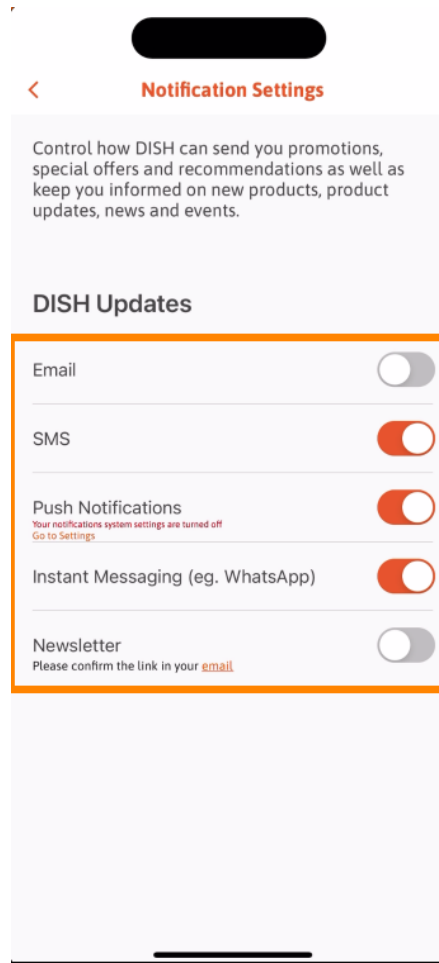 Notification Settings
Control how DISH can send you promotions,
special offers and recommendations as well as
keep you informed on new products, product
updates, news and events.
DISH Updates
Email
SMS
Push Notifications
Your notifications system settings are turned off
Go to Settings
Instant Messaging (eg. WhatsApp)
Newsletter
Please confirm the link in your email